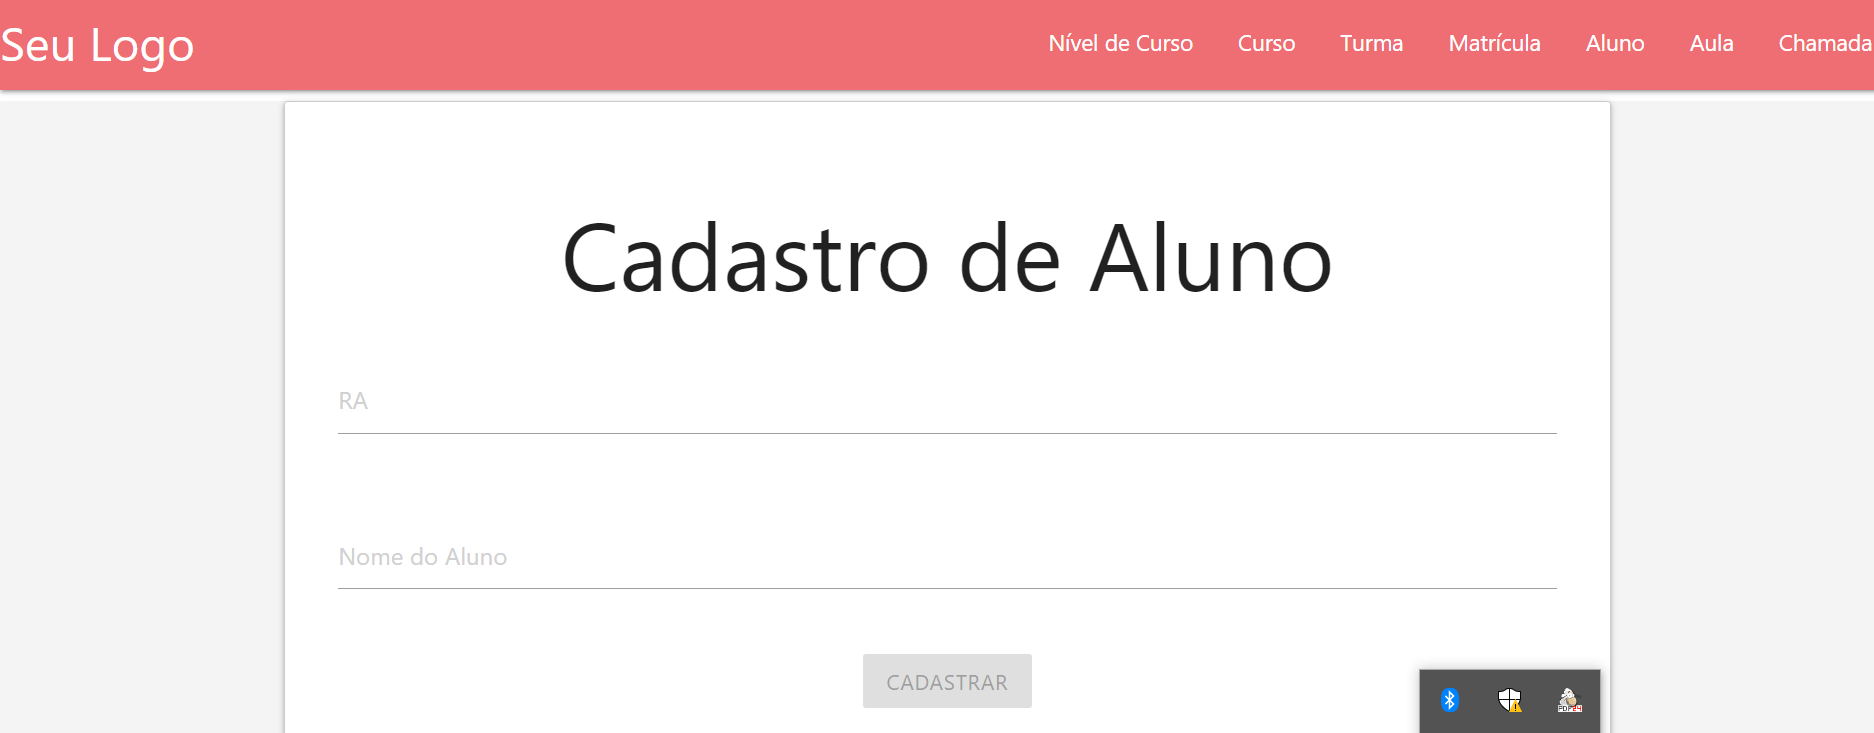 Seu Logo
Nível de Curso Curso Turma Matrícula Aluno Aula Chamada
Cadastro de Aluno
RA
Nome do Aluno
CADASTRAR
PDF24